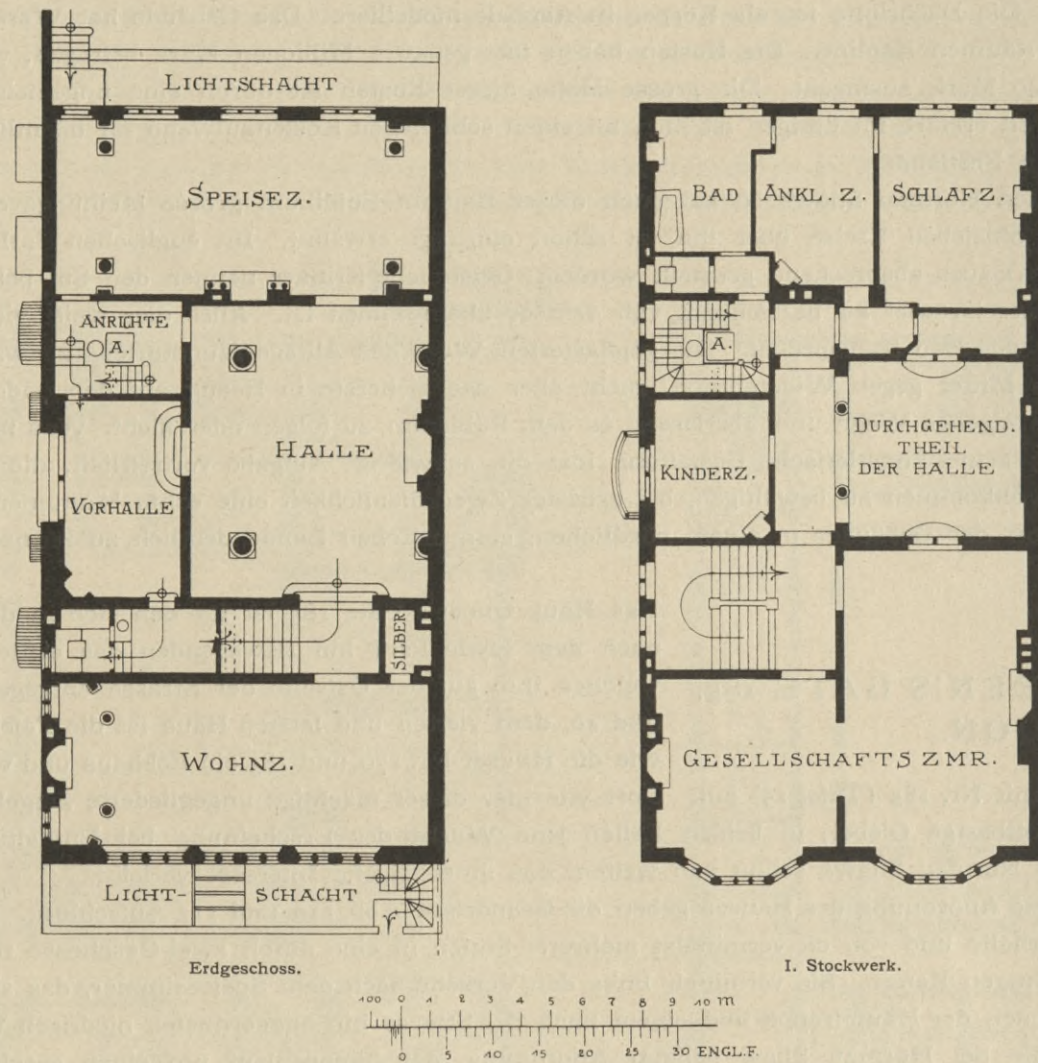 LICHTSCHACHT
SPEISEZ.
ANRICHTE
A.
HALLE
VORHALLE
SILBER
WOHNZ.
LICHT- SCHACHT
Erdgeschoss.
BAD ANKL. Z. SCHLAFZ.
A.
DURCHGEHEND.
THEIL
DER HALLE
KINDERZ.
GESELLSCHAFTSZMR.
I. Stockwerk.
100 0 1 2 3 4 5 6 7 8 9 10 m
0 5 10 15 20 25 30 ENGL.F.